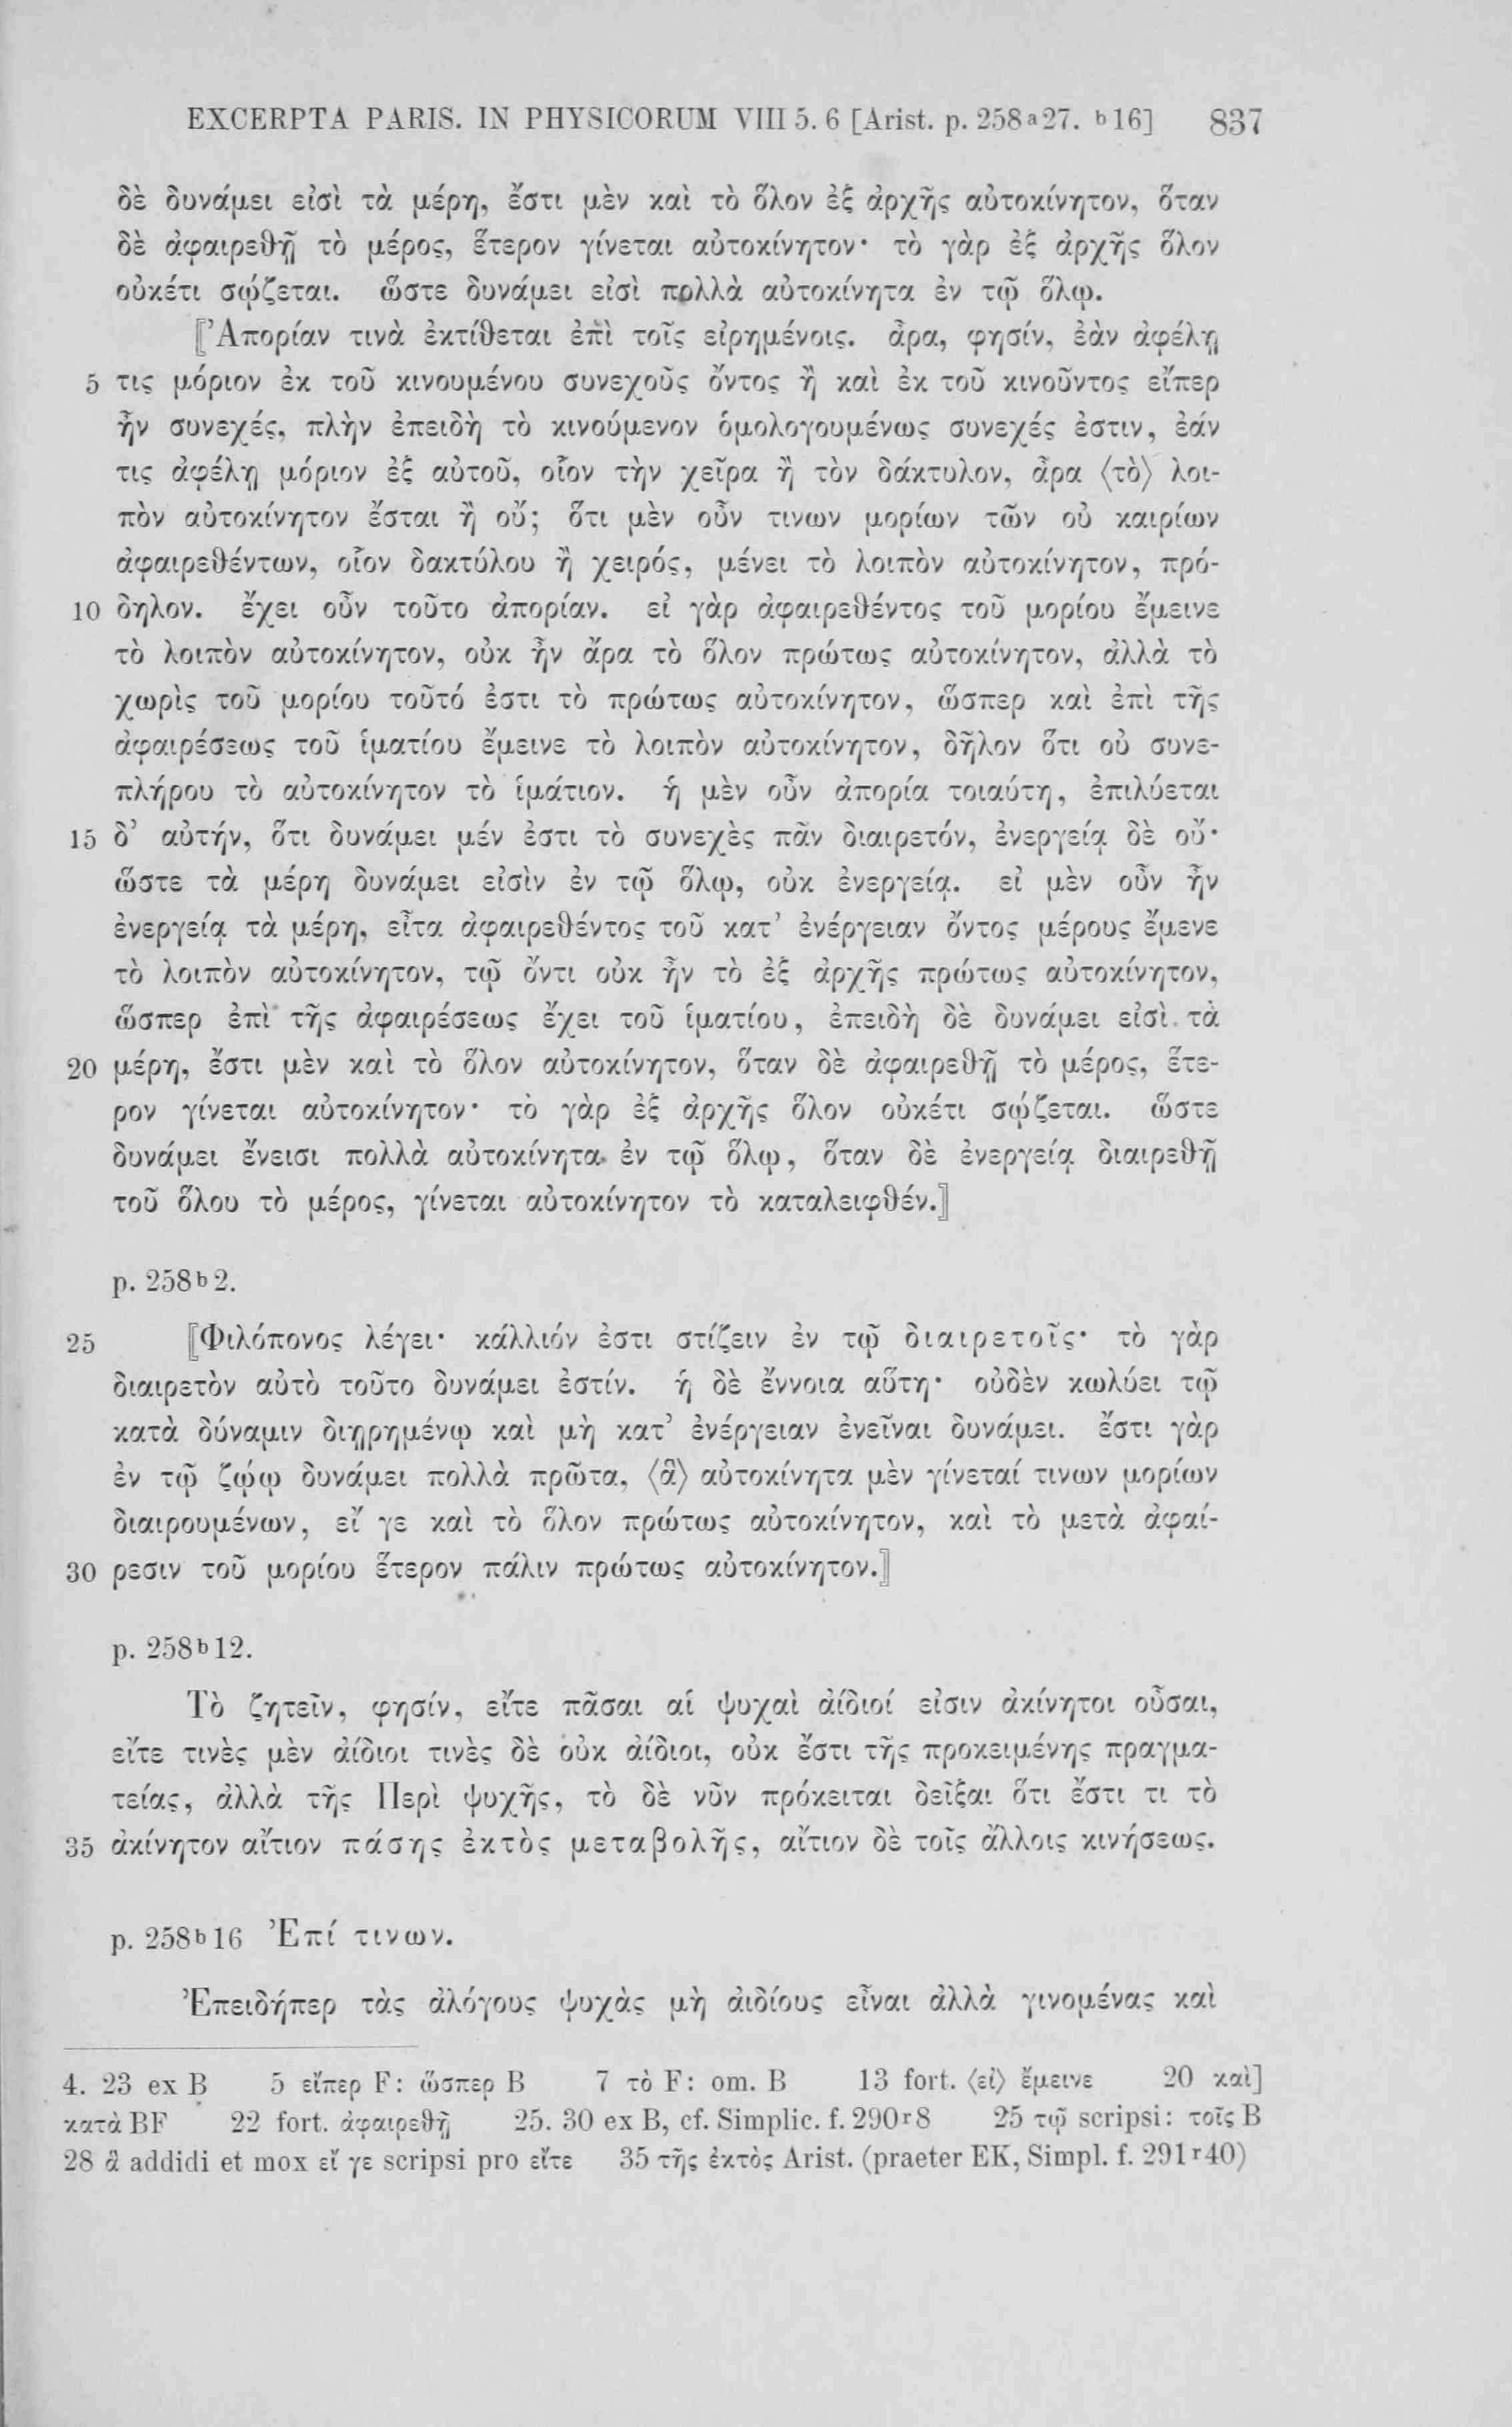 EXCERPTA PARIS. IN PHYSICORUM VIII 5. 6 [Arist. p. 258ᵃ27. ᵇ16] 837
δὲ δυνάμει εἰσὶ τὰ μέρη, ἔστι μὲν καὶ τὸ ὅλον ἐξ ἀρχῆς αὐτοκίνητον, ὅταν
δὲ ἀφαιρεθῇ τὸ μέρος, ἕτερον γίνεται αὐτοκίνητον· τὸ γὰρ ἐξ ἀρχῆς ὅλον
οὐκέτι σῴζεται. ὥστε δυνάμει εἰσὶ πολλὰ αὐτοκίνητα ἐν τῷ ὅλῳ.
⟦Ἀπορίαν τινὰ ἐκτίθεται ἐπὶ τοῖς εἰρημένοις. ἆρα, φησίν, ἐὰν ἀφέλῃ
5 τις μόριον ἐκ τοῦ κινουμένου συνεχοῦς ὄντος ἢ καὶ ἐκ τοῦ κινοῦντος εἴπερ
ἦν συνεχές, πλὴν ἐπειδὴ τὸ κινούμενον ὁμολογουμένως συνεχές ἐστιν, ἐάν
τις ἀφέλῃ μόριον ἐξ αὐτοῦ, οἷον τὴν χεῖρα ἢ τὸν δάκτυλον, ἆρα ⟨τὸ⟩ λοι-
πὸν αὐτοκίνητον ἔσται ἢ οὔ; ὅτι μὲν οὖν τινων μορίων τῶν οὐ καιρίων
ἀφαιρεθέντων, οἷον δακτύλου ἢ χειρός, μένει τὸ λοιπὸν αὐτοκίνητον, πρό-
10 δηλον. ἔχει οὖν τοῦτο ἀπορίαν. εἰ γὰρ ἀφαιρεθέντος τοῦ μορίου ἔμεινε
τὸ λοιπὸν αὐτοκίνητον, οὐκ ἦν ἄρα τὸ ὅλον πρώτως αὐτοκίνητον, ἀλλὰ τὸ
χωρὶς τοῦ μορίου τοῦτό ἐστι τὸ πρώτως αὐτοκίνητον, ὥσπερ καὶ ἐπὶ τῆς
ἀφαιρέσεως τοῦ ἱματίου ἔμεινε τὸ λοιπὸν αὐτοκίνητον, δῆλον ὅτι οὐ συνε-
πλήρου τὸ αὐτοκίνητον τὸ ἱμάτιον. ἡ μὲν οὖν ἀπορία τοιαύτη, ἐπιλύεται
15 δ’ αὐτήν, ὅτι δυνάμει μέν ἐστι τὸ συνεχὲς πᾶν διαιρετόν, ἐνεργείᾳ δὲ οὔ·
ὥστε τὰ μέρη δυνάμει εἰσὶν ἐν τῷ ὅλῳ, οὐκ ἐνεργείᾳ. εἰ μὲν οὖν ἦν
ἐνεργείᾳ τὰ μέρη, εἶτα ἀφαιρεθέντος τοῦ κατ’ ἐνέργειαν ὄντος μέρους ἔμενε
τὸ λοιπὸν αὐτοκίνητον, τῷ ὄντι οὐκ ἦν τὸ ἐξ ἀρχῆς πρώτως αὐτοκίνητον,
ὥσπερ ἐπὶ τῆς ἀφαιρέσεως ἔχει τοῦ ἱματίου, ἐπειδὴ δὲ δυνάμει εἰσὶ τὰ
20 μέρη, ἔστι μὲν καὶ τὸ ὅλον αὐτοκίνητον, ὅταν δὲ ἀφαιρεθῇ τὸ μέρος, ἕτε-
ρον γίνεται αὐτοκίνητον· τὸ γὰρ ἐξ ἀρχῆς ὅλον οὐκέτι σῴζεται. ὥστε
δυνάμει ἔνεισι πολλὰ αὐτοκίνητα ἐν τῷ ὅλῳ, ὅταν δὲ ἐνεργείᾳ διαιρεθῇ
τοῦ ὅλου τὸ μέρος, γίνεται αὐτοκίνητον τὸ καταλειφθέν.⟧
p. 258ᵇ2.
25 ⟦Φιλόπονος λέγει· κάλλιόν ἐστι στίζειν ἐν τῷ διαιρετοῖς· τὸ γὰρ
διαιρετὸν αὐτὸ τοῦτο δυνάμει ἐστίν. ἡ δὲ ἔννοια αὕτη· οὐδὲν κωλύει τῷ
κατὰ δύναμιν διῃρημένῳ καὶ μὴ κατ’ ἐνέργειαν ἐνεῖναι δυνάμει. ἔστι γὰρ
ἐν τῷ ζῴῳ δυνάμει πολλὰ πρῶτα, ⟨ἃ⟩ αὐτοκίνητα μὲν γίνεταί τινων μορίων
διαιρουμένων, εἴ γε καὶ τὸ ὅλον πρώτως αὐτοκίνητον, καὶ τὸ μετὰ ἀφαί-
30 ρεσιν τοῦ μορίου ἕτερον πάλιν πρώτως αὐτοκίνητον.⟧
p. 258ᵇ12.
Τὸ ζητεῖν, φησίν, εἴτε πᾶσαι αἱ ψυχαὶ ἀίδιοί εἰσιν ἀκίνητοι οὖσαι,
εἴτε τινὲς μὲν ἀίδιοι τινὲς δὲ οὐκ ἀίδιοι, οὐκ ἔστι τῆς προκειμένης πραγμα-
τείας, ἀλλὰ τῆς Περὶ ψυχῆς, τὸ δὲ νῦν πρόκειται δεῖξαι ὅτι ἔστι τι τὸ
35 ἀκίνητον αἴτιον πάσης ἐκτὸς μεταβολῆς, αἴτιον δὲ τοῖς ἄλλοις κινήσεως.
p. 258ᵇ16 Ἐπί τινων.
Ἐπειδήπερ τὰς ἀλόγους ψυχὰς μὴ ἀιδίους εἶναι ἀλλὰ γινομένας καὶ
4. 23 ex B 5 εἴπερ F: ὥσπερ B 7 τὸ F: om. B 13 fort. ⟨εἰ⟩ ἔμεινε 20 καὶ]
κατὰ BF 22 fort. ἀφαιρεθῇ 25. 30 ex B, cf. Simplic. f. 290ʳ8 25 τῷ scripsi: τοῖς B
28 ἃ addidi et mox εἴ γε scripsi pro εἴτε 35 τῆς ἐκτὸς Arist. (praeter EK, Simpl. f. 291ʳ40)